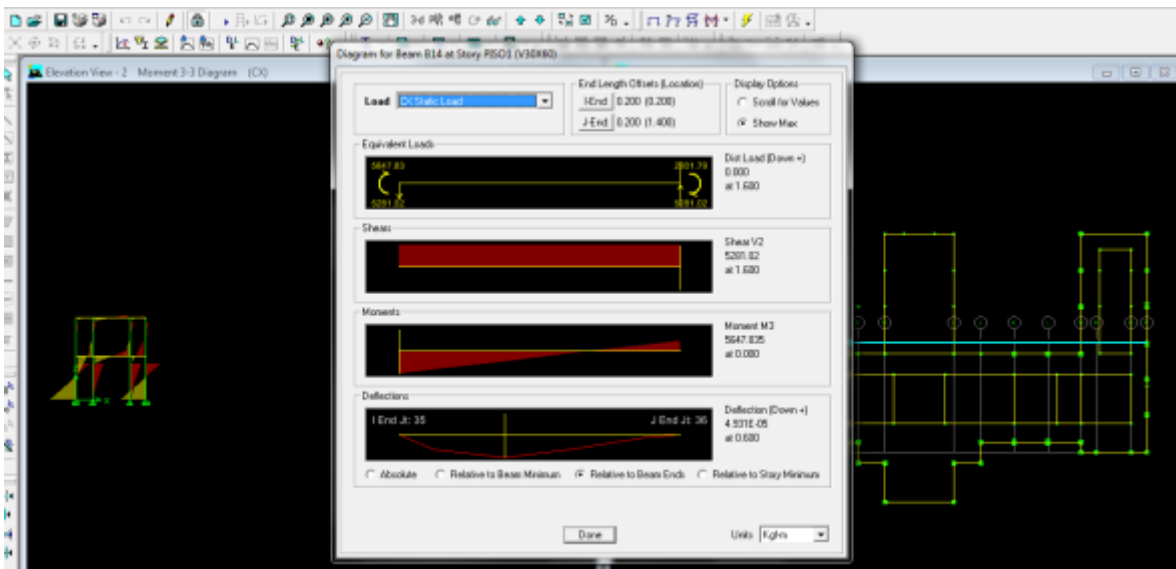 Diagram for Beam B14 at Story PISO1 (V30X60)
Elevation View - 2 Moment 3-3 Diagram (CX)
Load CX Static Load
End Length Offsets (Location)
I-End: 0.200 (0.200)
J-End: 0.200 (1.400)
Display Options
Scroll for Values
Show Max
Equivalent Loads
5647.83
5281.02
5281.02
Dist Load (Down +)
0.000
at 1.600
Shears
Shear V2
5281.02
at 1.600
Moments
Moment M3
5647.835
at 0.000
Deflections
I End Jt: 35
J End Jt: 36
Deflection (Down +)
4.931E-05
at 0.600
Absolute
Relative to Beam Minimum
Relative to Beam Ends
Relative to Story Minimum
Done
Units Kgf-m